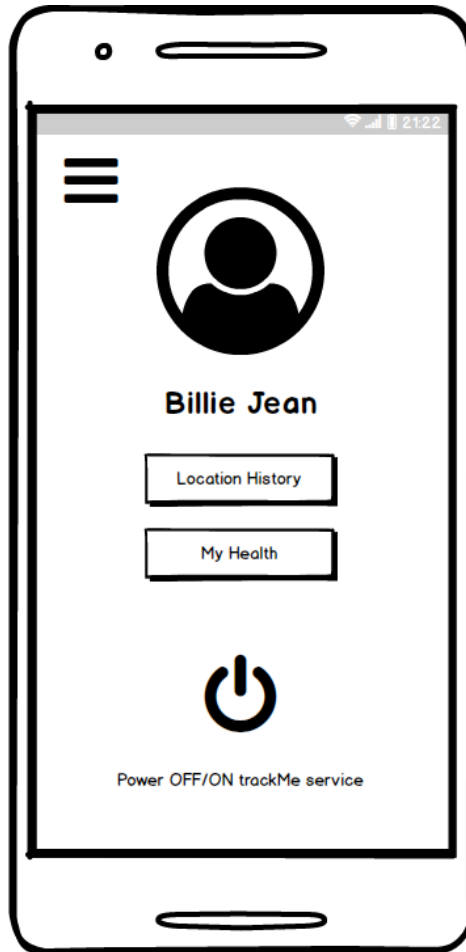 21:22
Billie Jean
Location History
My Health
Power OFF/ON trackMe service